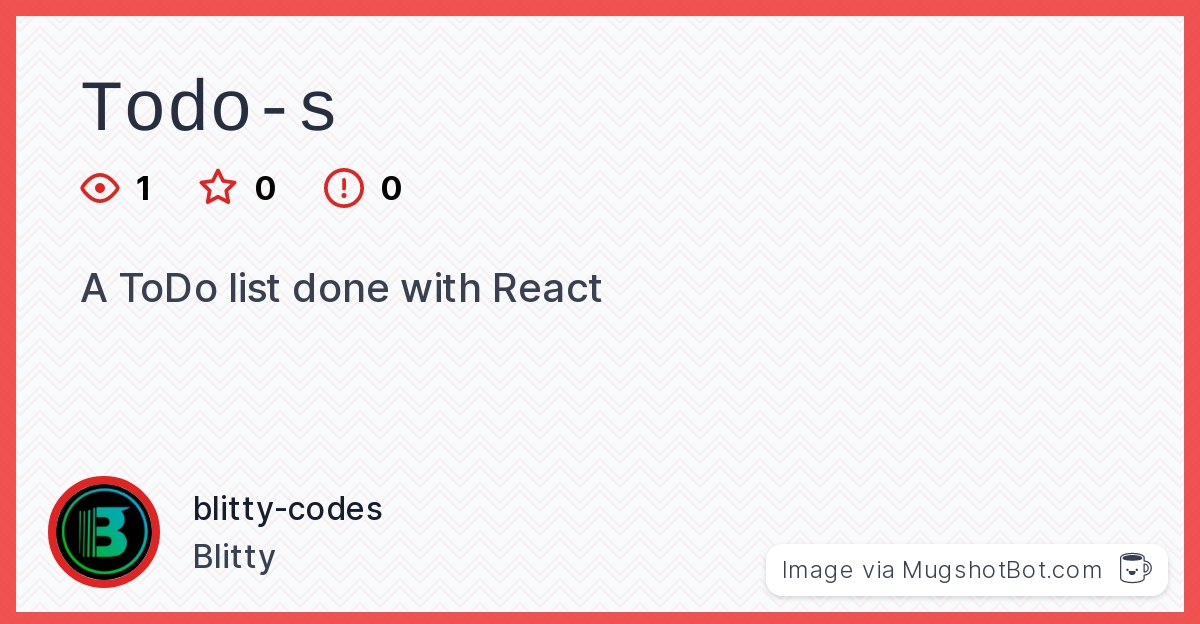 Todo-s
1 0 0
A ToDo list done with React
B
blitty-codes
Blitty
Image via MugshotBot.com